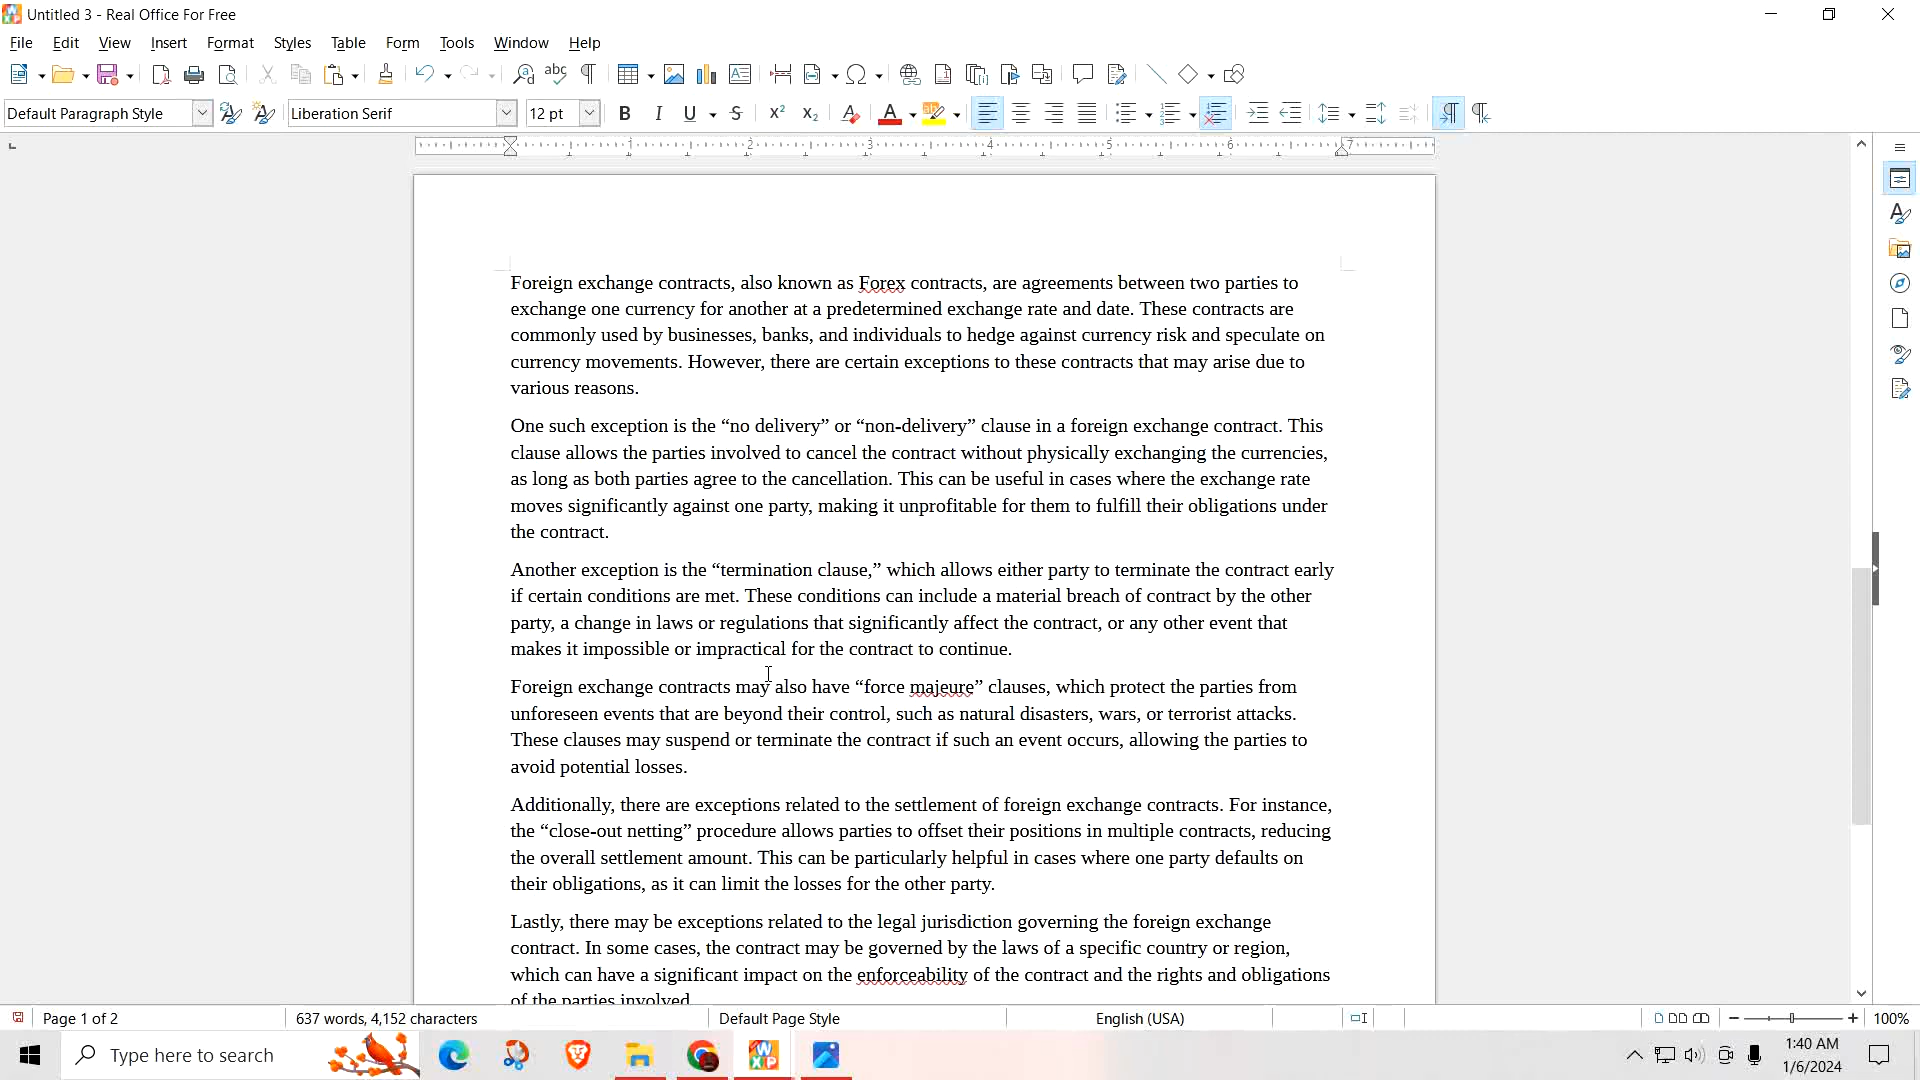 Untitled 3 - Real Office For Free
File Edit View Insert Format Styles Table Form Tools Window Help
Default Paragraph Style
Liberation Serif
12 pt
1 2 3 4 5 6 7
Foreign exchange contracts, also known as Forex contracts, are agreements between two parties to
exchange one currency for another at a predetermined exchange rate and date. These contracts are
commonly used by businesses, banks, and individuals to hedge against currency risk and speculate on
currency movements. However, there are certain exceptions to these contracts that may arise due to
various reasons.
One such exception is the “no delivery” or “non-delivery” clause in a foreign exchange contract. This
clause allows the parties involved to cancel the contract without physically exchanging the currencies,
as long as both parties agree to the cancellation. This can be useful in cases where the exchange rate
moves significantly against one party, making it unprofitable for them to fulfill their obligations under
the contract.
Another exception is the “termination clause,” which allows either party to terminate the contract early
if certain conditions are met. These conditions can include a material breach of contract by the other
party, a change in laws or regulations that significantly affect the contract, or any other event that
makes it impossible or impractical for the contract to continue.
Foreign exchange contracts may also have “force majeure” clauses, which protect the parties from
unforeseen events that are beyond their control, such as natural disasters, wars, or terrorist attacks.
These clauses may suspend or terminate the contract if such an event occurs, allowing the parties to
avoid potential losses.
Additionally, there are exceptions related to the settlement of foreign exchange contracts. For instance,
the “close-out netting” procedure allows parties to offset their positions in multiple contracts, reducing
the overall settlement amount. This can be particularly helpful in cases where one party defaults on
their obligations, as it can limit the losses for the other party.
Lastly, there may be exceptions related to the legal jurisdiction governing the foreign exchange
contract. In some cases, the contract may be governed by the laws of a specific country or region,
which can have a significant impact on the enforceability of the contract and the rights and obligations
of the parties involved.
Page 1 of 2
637 words, 4,152 characters
Default Page Style
English (USA)
100%
Type here to search
1:40 AM
1/6/2024